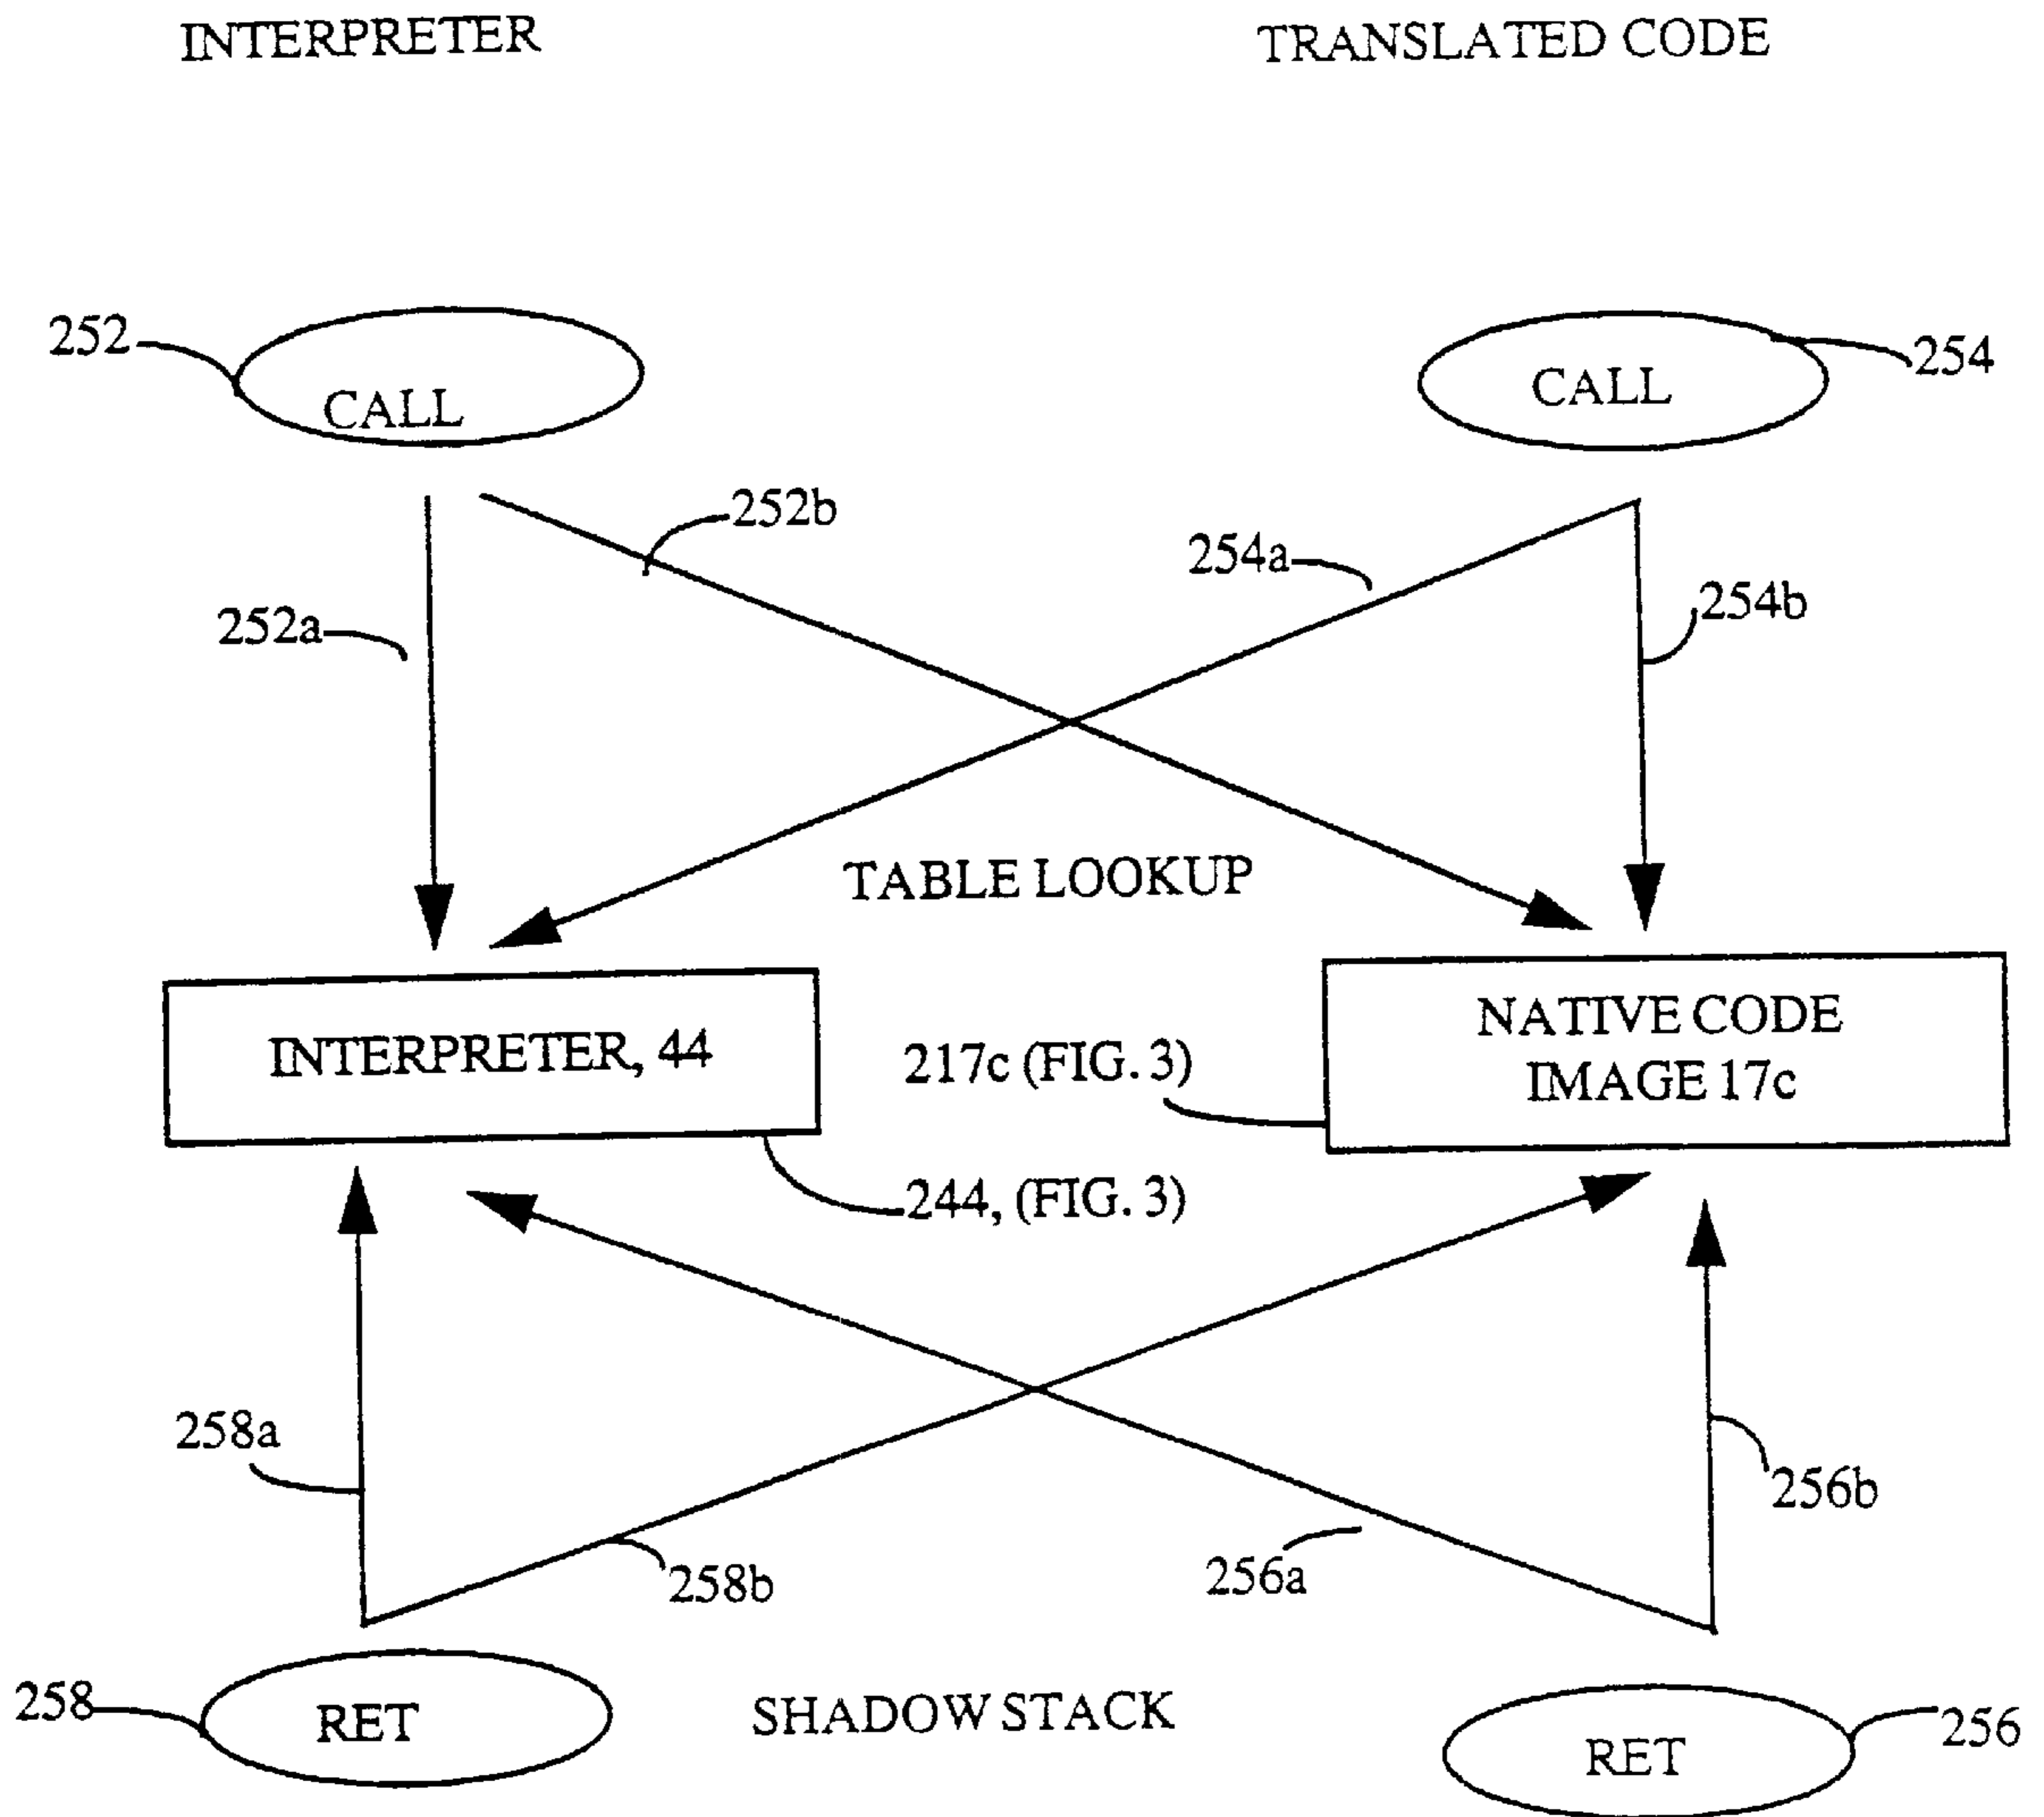 INTERPRETER
TRANSLATED CODE
252
CALL
CALL
254
252b
254a
252a
254b
TABLE LOOKUP
INTERPRETER, 44
217c (FIG. 3)
NATIVE CODE
IMAGE 17c
244, (FIG. 3)
258a
256b
258b
256a
258
RET
SHADOW STACK
RET
256